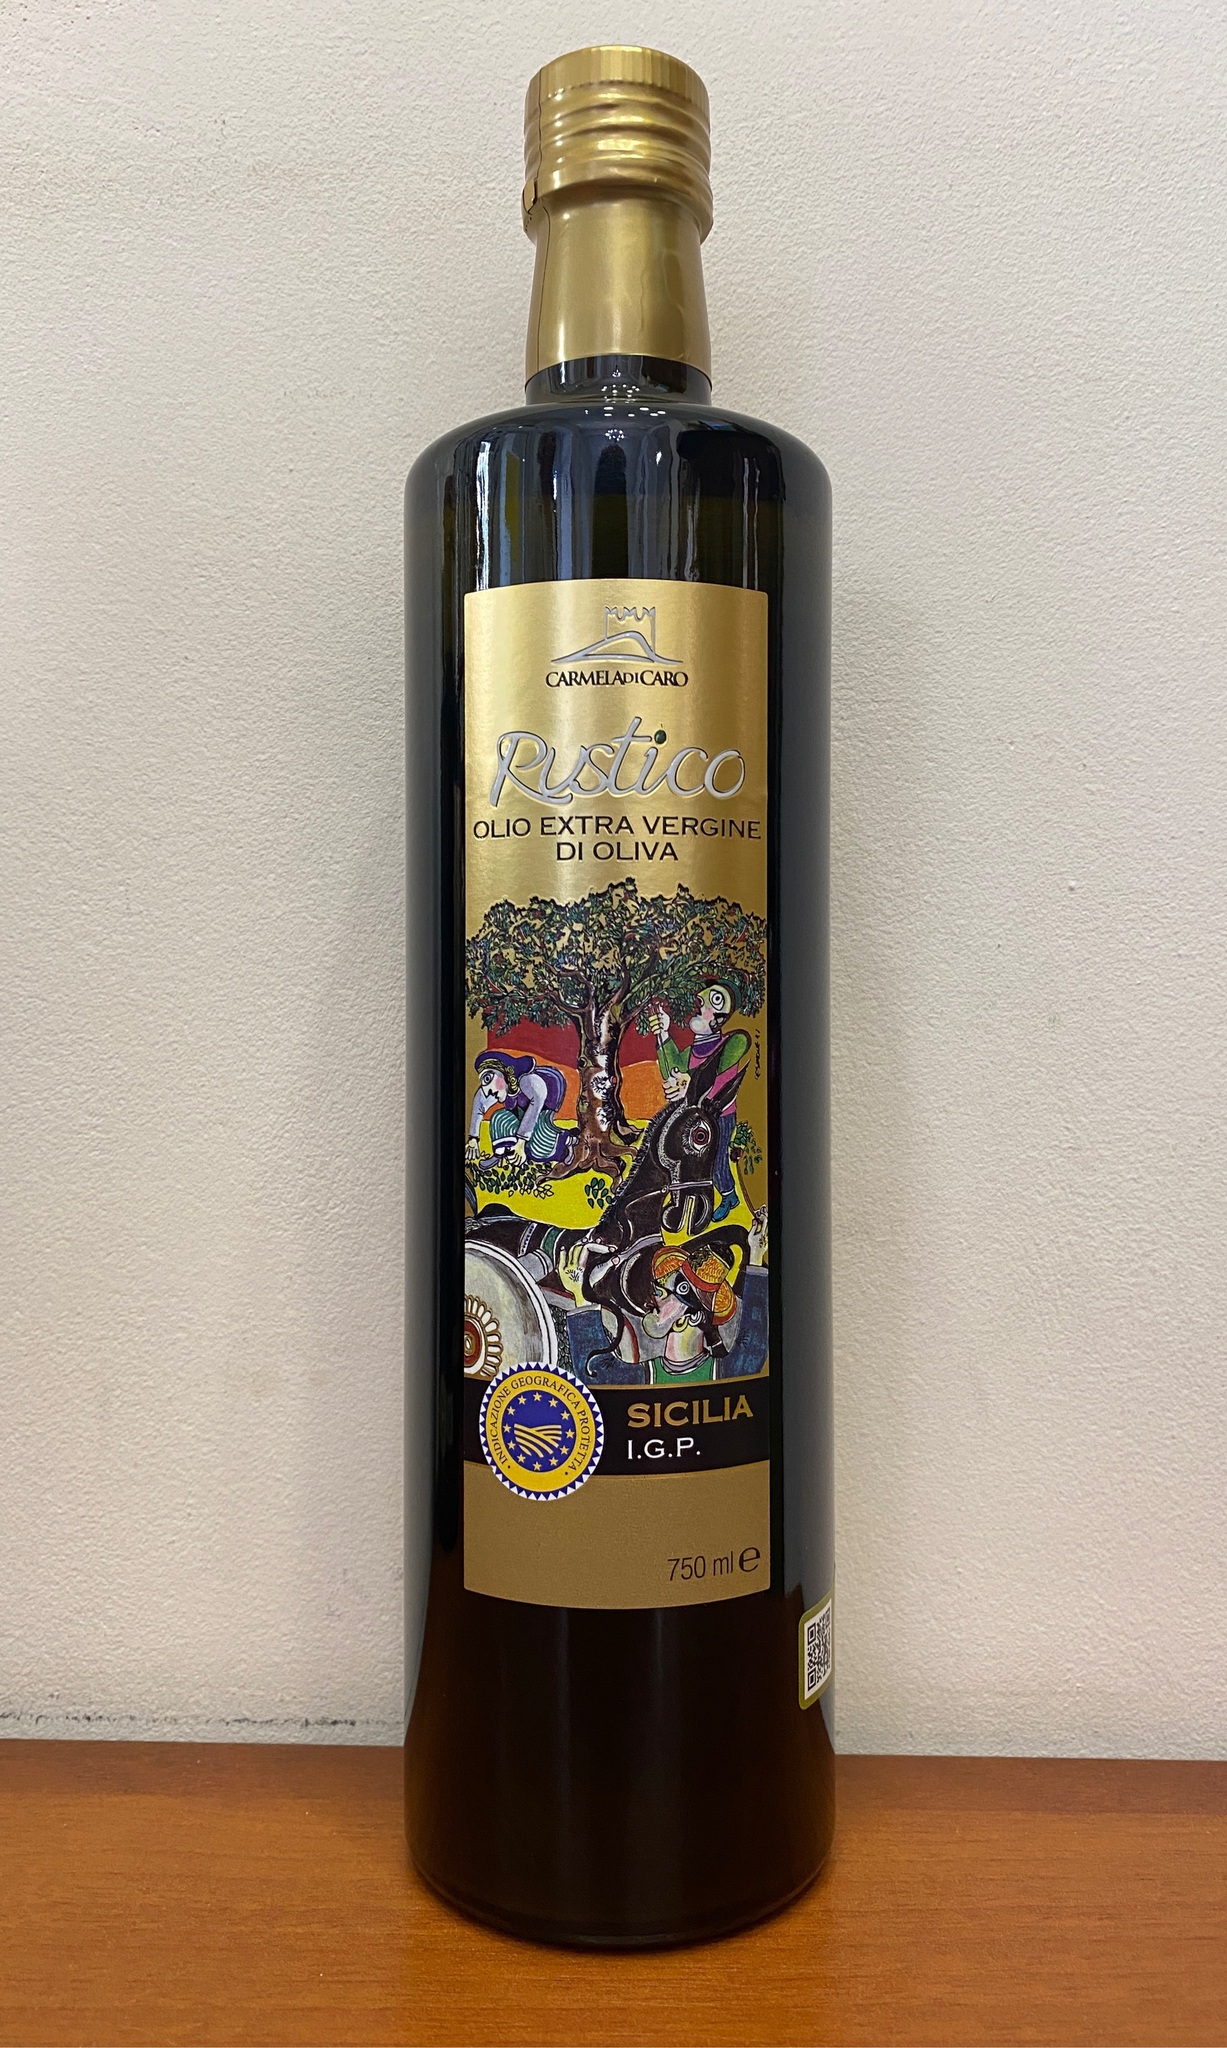 CARMELA DI CARO
Rustico
OLIO EXTRA VERGINE
DI OLIVA
INDICAZIONE GEOGRAFICA PROTETTA
SICILIA
I.G.P.
750 ml e